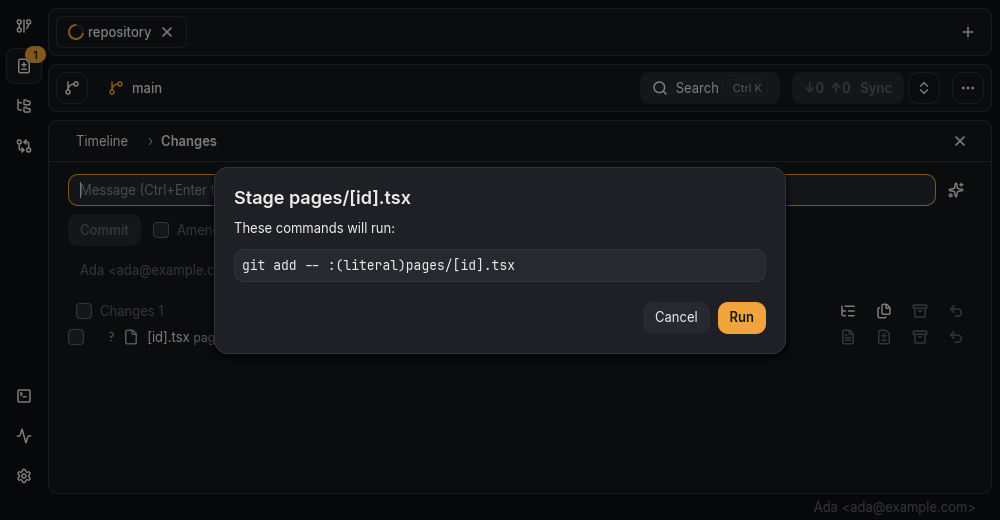 repository
1
main
Search Ctrl K
↓0 ↑0 Sync
Timeline › Changes
Message (Ctrl+Enter
Stage pages/[id].tsx
These commands will run:
git add -- :(literal)pages/[id].tsx
Cancel Run
Commit
Amen
Ada <ada@example.c
Changes 1
? [id].tsx pag
Ada <ada@example.com>